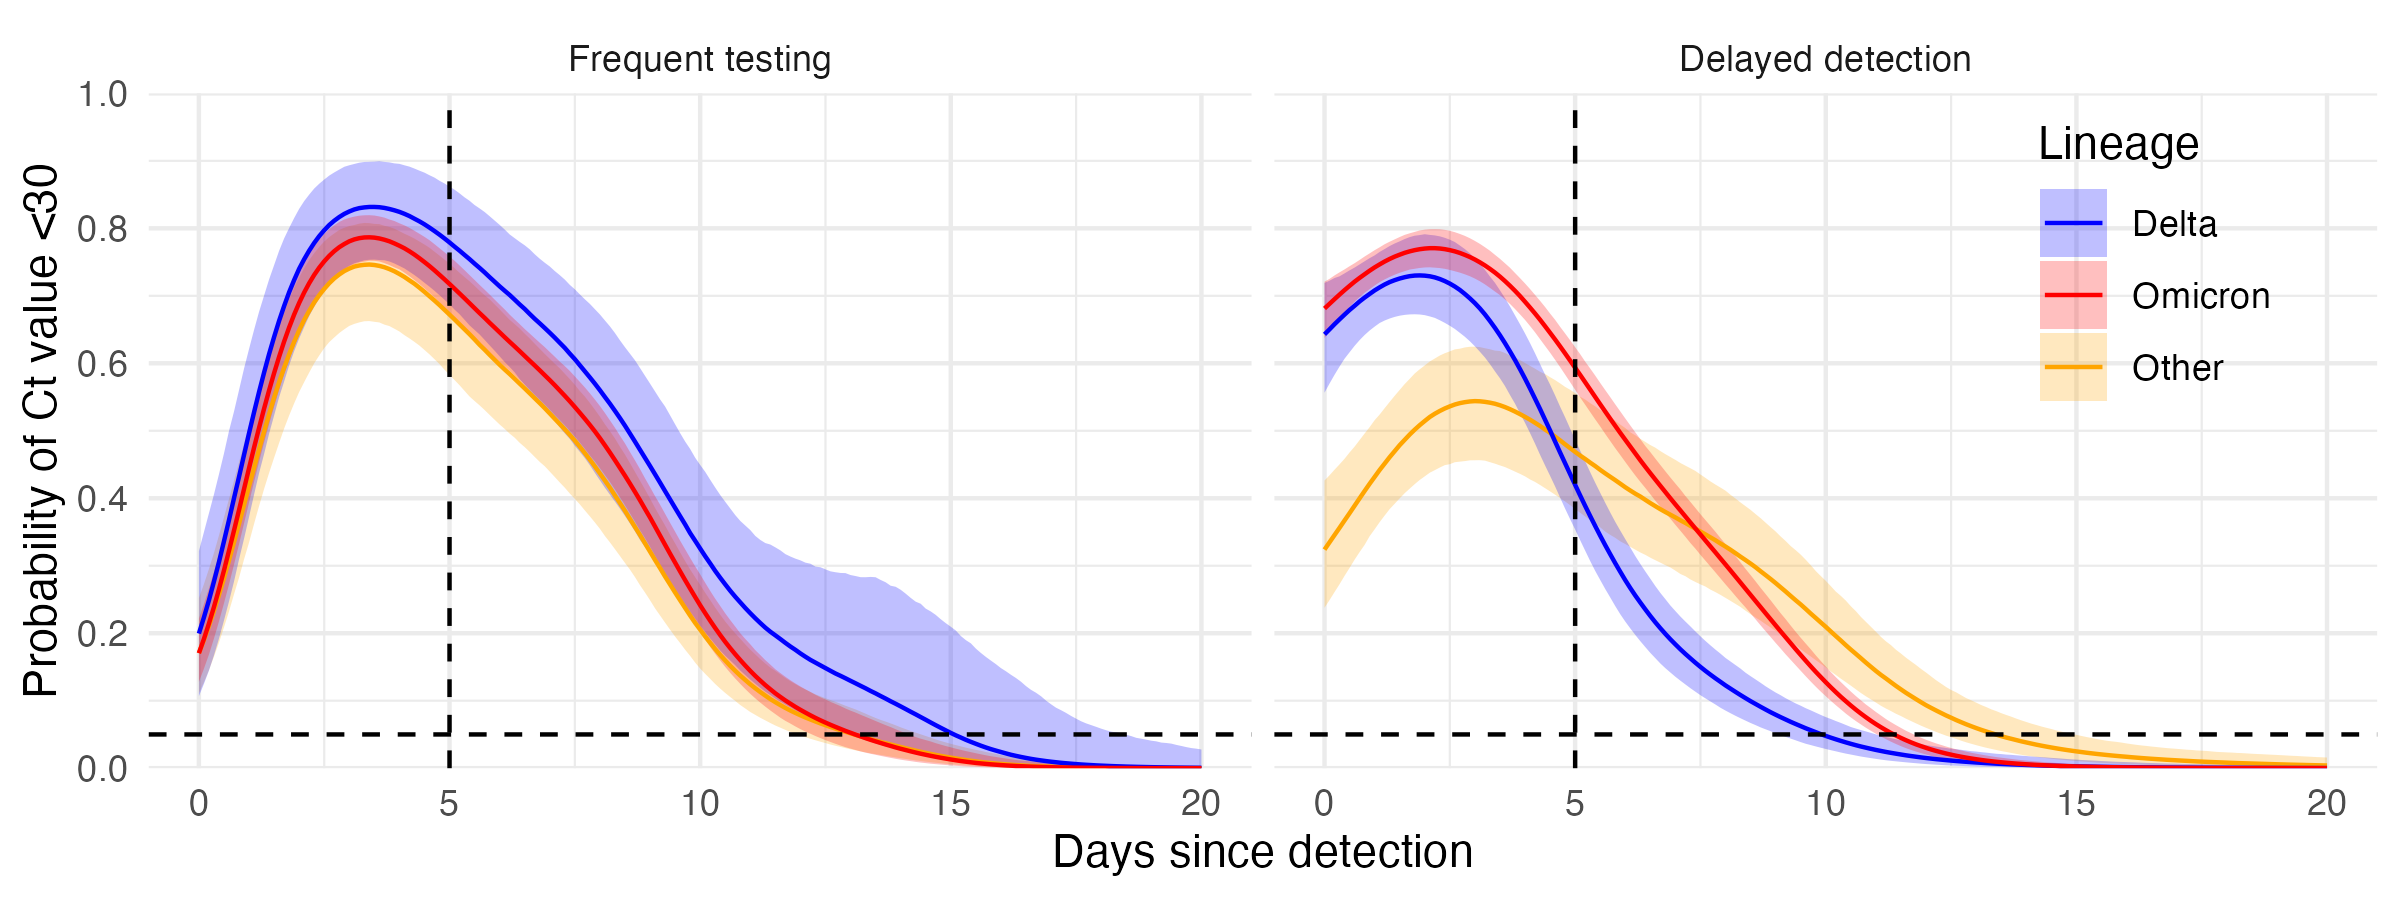 Frequent testing
Delayed detection
Probability of Ct value <30
1.0
0.8
0.6
0.4
0.2
0.0
Lineage
Delta
Omicron
Other
0 5 10 15 20
0 5 10 15 20
Days since detection